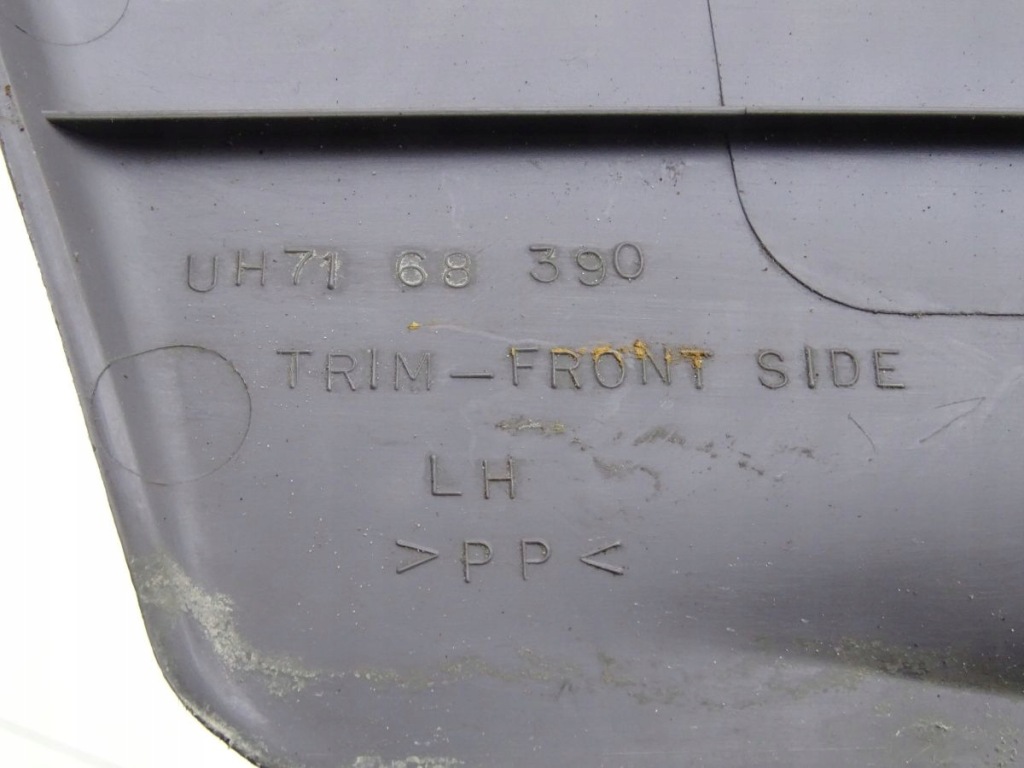 UH71 68 390
TRIM-FRONT SIDE
LH
>PP<